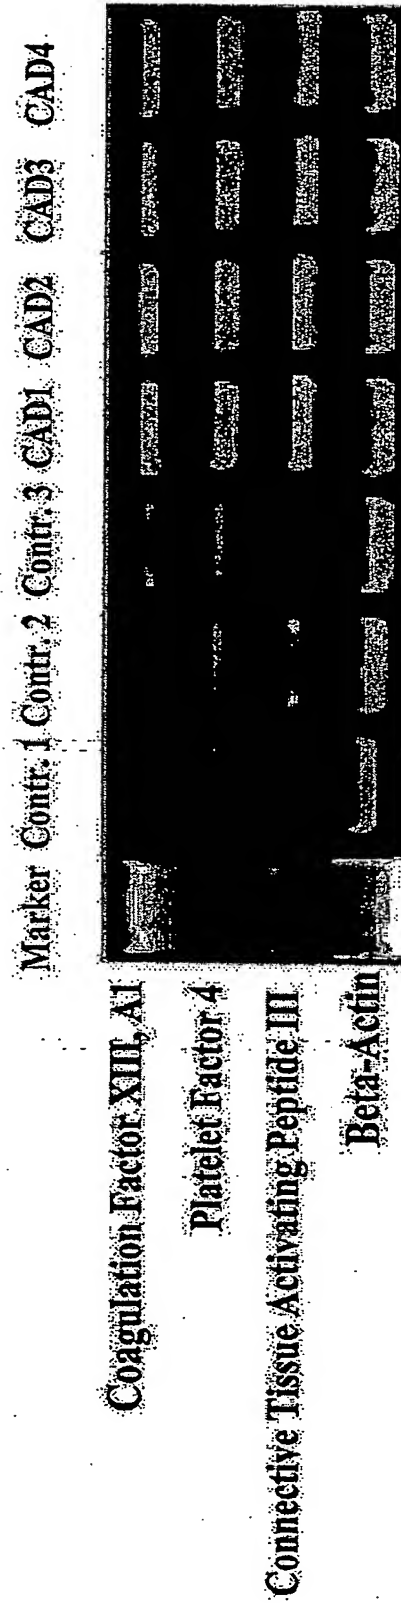 Marker Contr. 1 Contr. 2 Contr. 3 CAD1 CAD2 CAD3 CAD4
Coagulation Factor XIII, A1
Platelet Factor 4
Connective Tissue Activating Peptide III
Beta-Actin